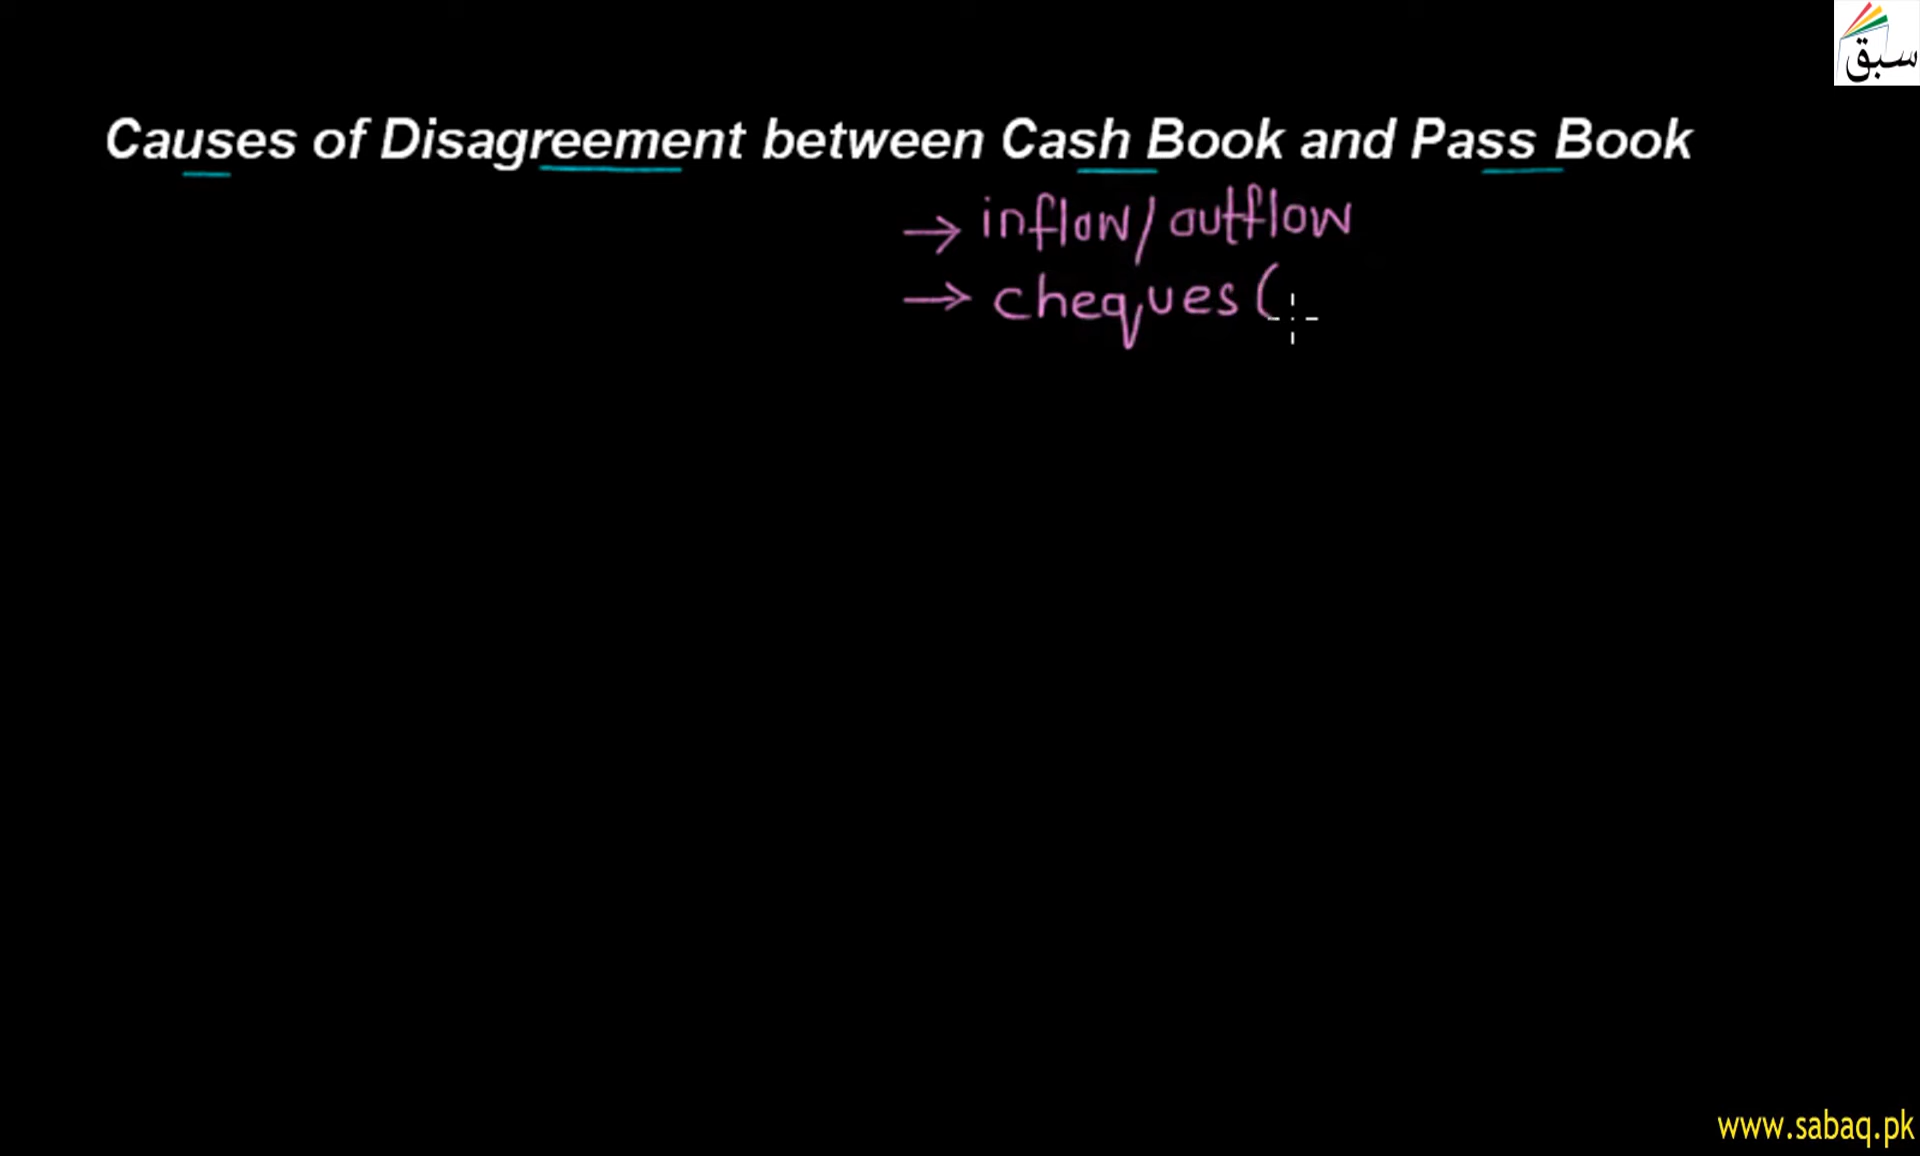 سبق
Causes of Disagreement between Cash Book and Pass Book
→ inflow/outflow
→ cheques (
www.sabaq.pk